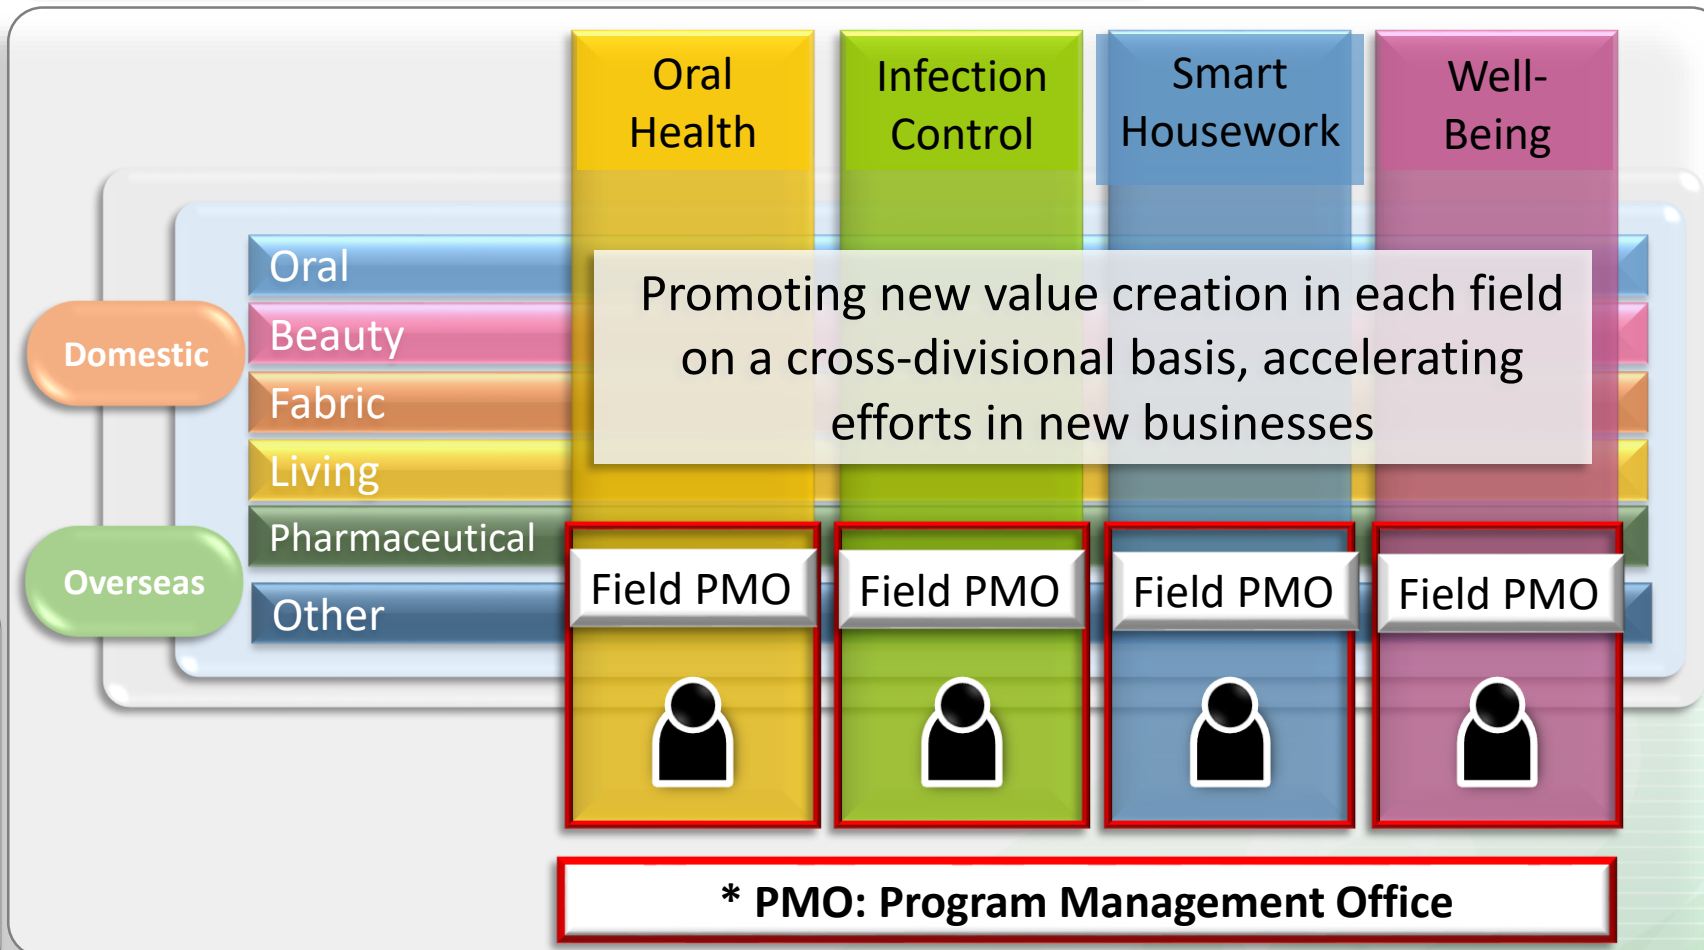 Oral
Health
Infection
Control
Smart
Housework
Well-
Being
Domestic
Overseas
Oral
Beauty
Fabric
Living
Pharmaceutical
Other
Promoting new value creation in each field
on a cross-divisional basis, accelerating
efforts in new businesses
Field PMO
Field PMO
Field PMO
Field PMO
* PMO: Program Management Office